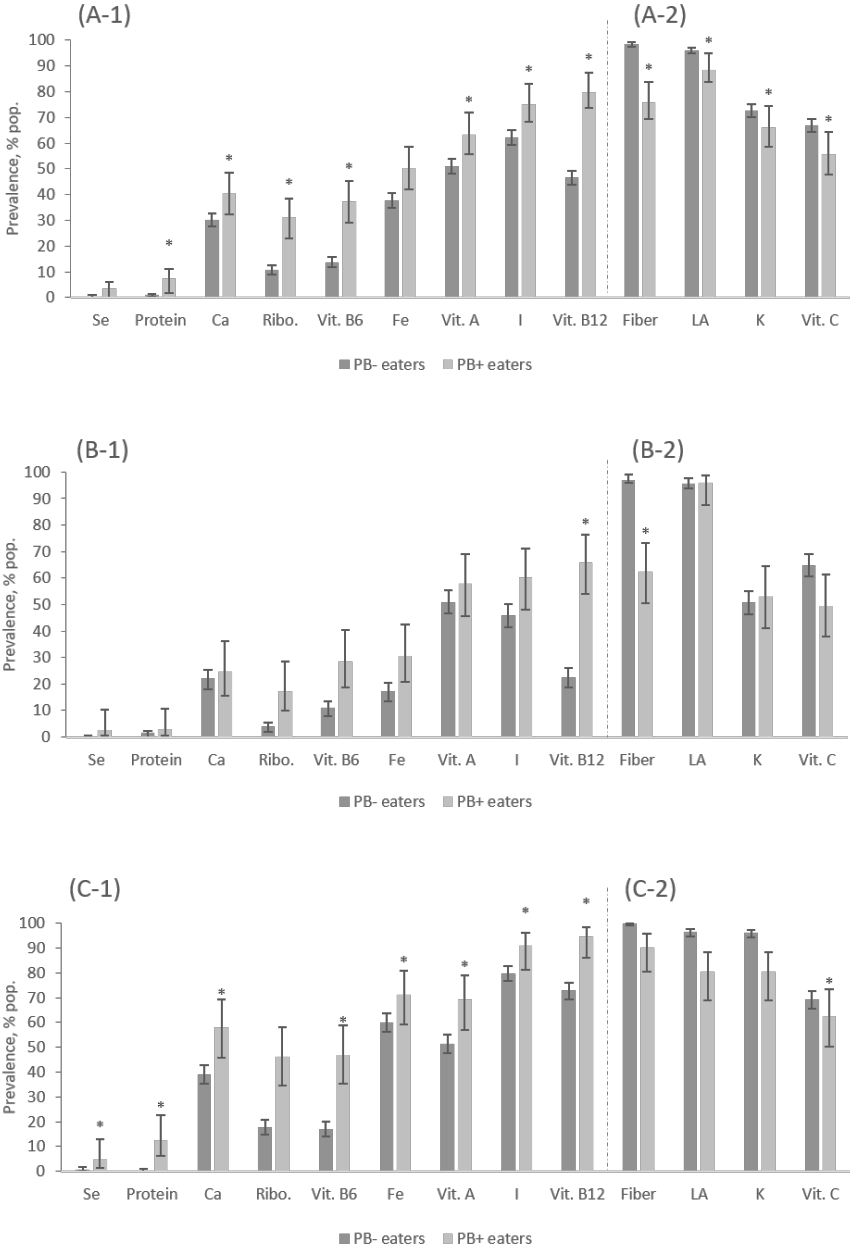 (A-1) (A-2)
Prevalence, % pop.
100
90
80
70
60
50
40
30
20
10
0
* * * * * * * * * * * *
Se Protein Ca Ribo. Vit. B6 Fe Vit. A I Vit. B12 Fiber LA K Vit. C
PB- eaters PB+ eaters
(B-1) (B-2)
Prevalence, % pop.
100
90
80
70
60
50
40
30
20
10
0
* *
Se Protein Ca Ribo. Vit. B6 Fe Vit. A I Vit. B12 Fiber LA K Vit. C
PB- eaters PB+ eaters
(C-1) (C-2)
Prevalence, % pop.
100
90
80
70
60
50
40
30
20
10
0
* * * * * * * * *
Se Protein Ca Ribo. Vit. B6 Fe Vit. A I Vit. B12 Fiber LA K Vit. C
PB- eaters PB+ eaters